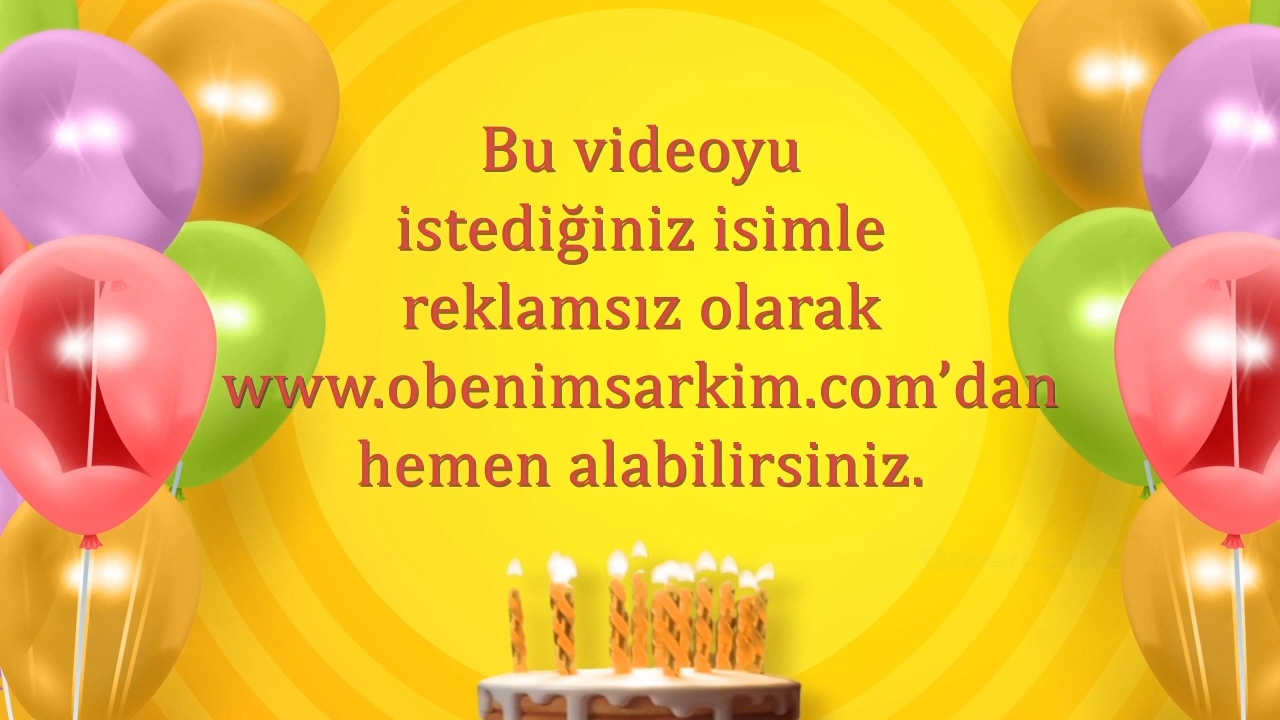 Bu videoyu
istediğiniz isimle
reklamsız olarak
www.obenimsarkim.com’dan
hemen alabilirsiniz.